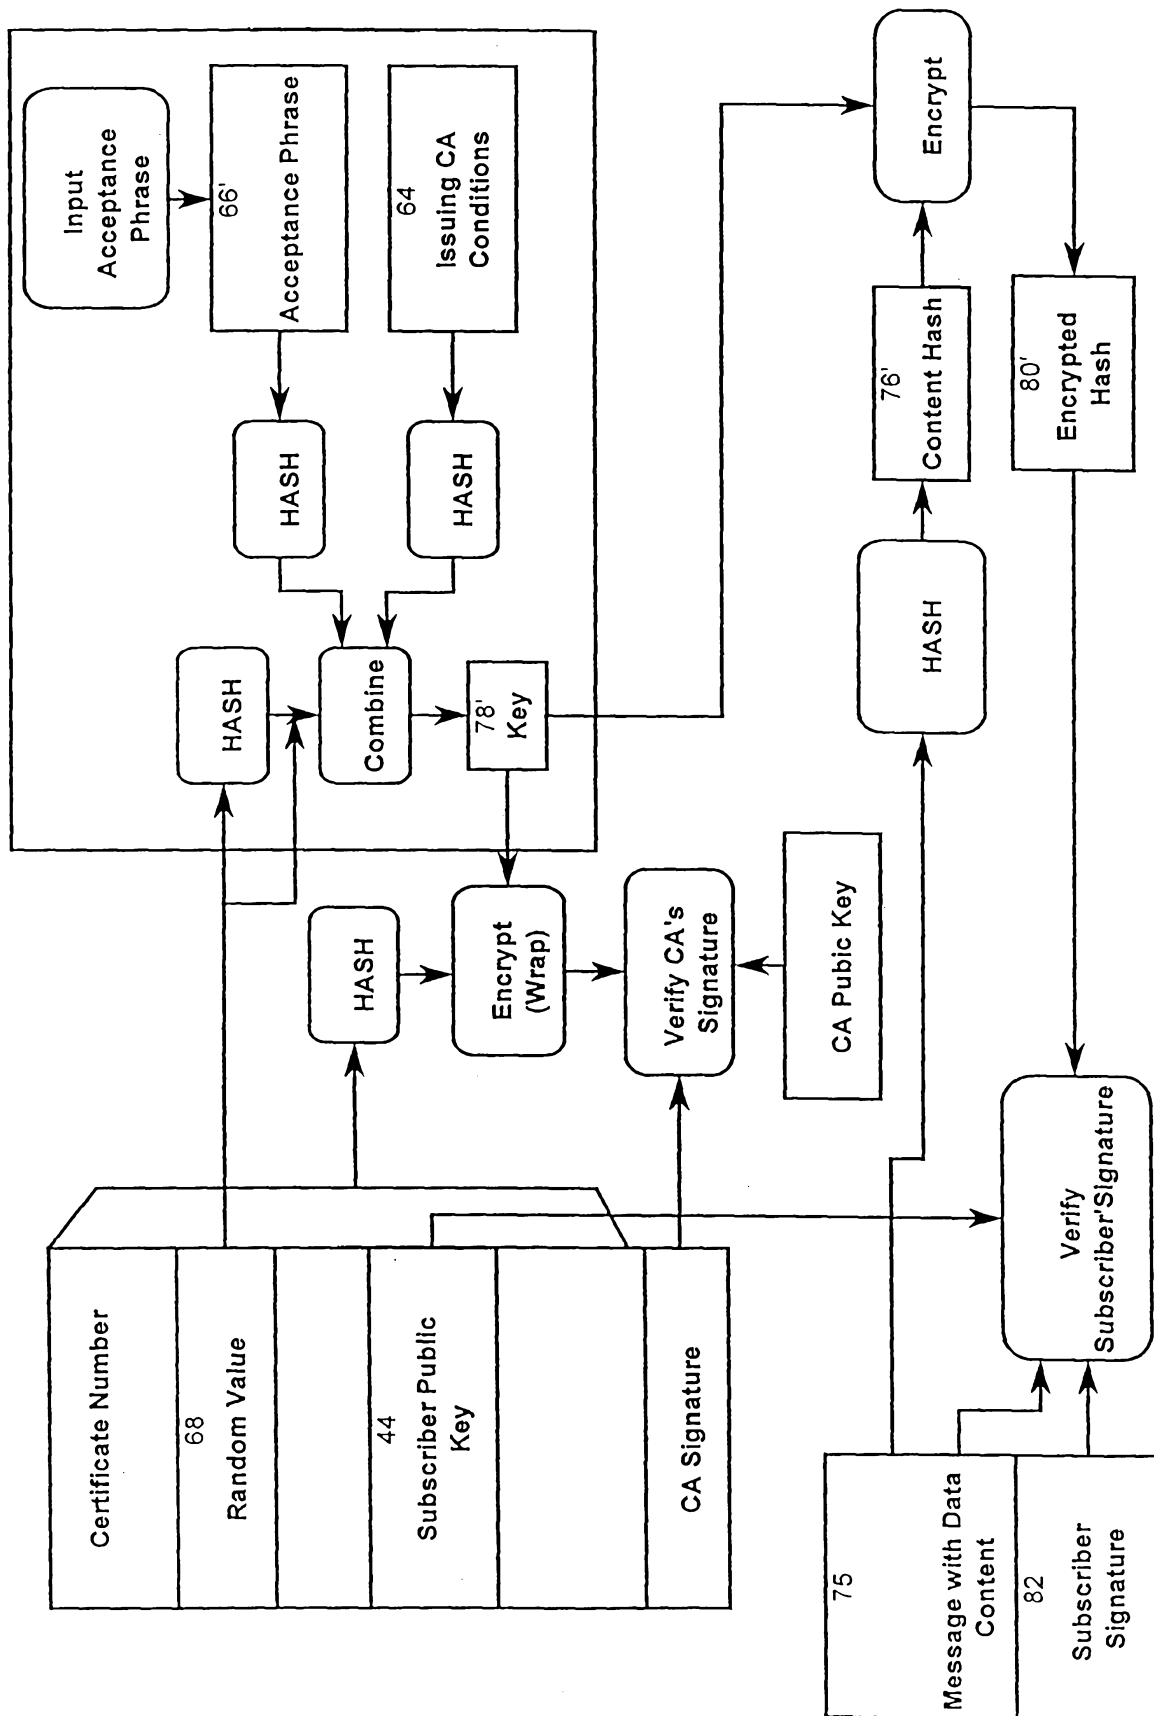 Certificate Number
68
Random Value
44
Subscriber Public
Key
CA Signature
HASH
HASH
Input
Acceptance
Phrase
66'
Acceptance Phrase
64
Issuing CA
Conditions
HASH
HASH
Combine
78'
Key
Encrypt
(Wrap)
Verify CA's
Signature
CA Pubic Key
75
Message with Data
Content
82
Subscriber
Signature
HASH
76'
Content Hash
Encrypt
80'
Encrypted
Hash
Verify
Subscriber'Signature